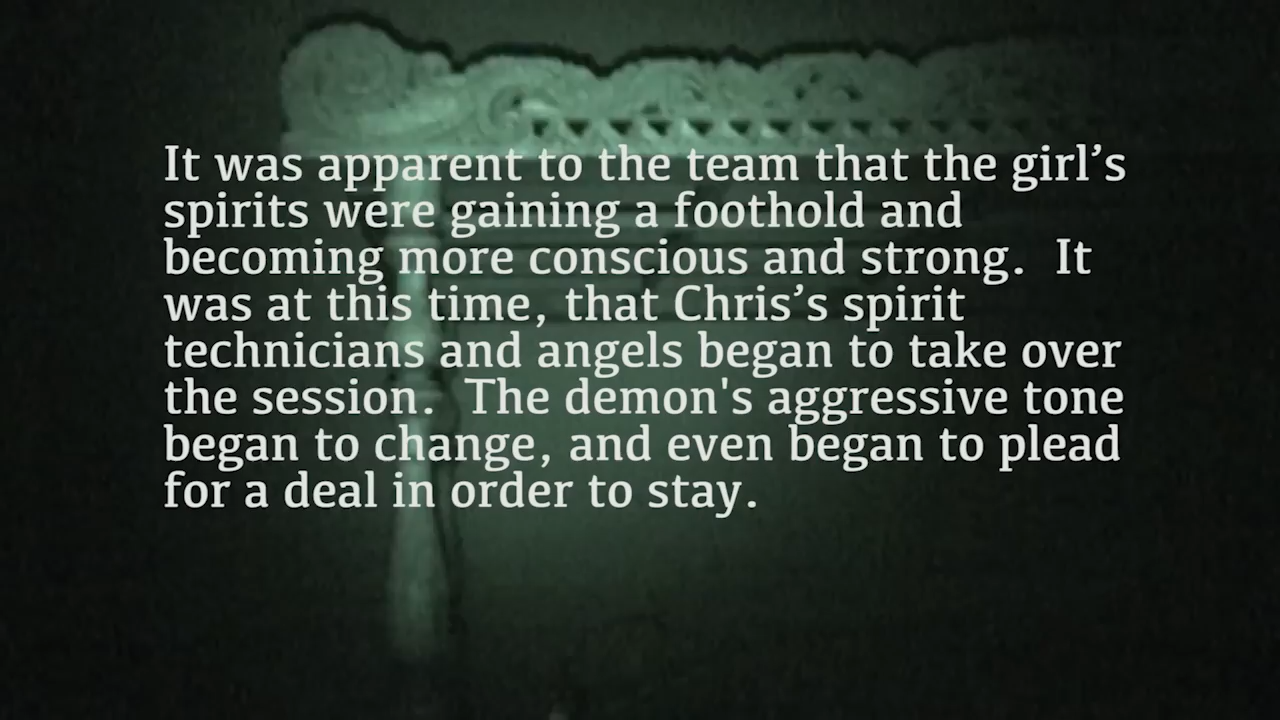 It was apparent to the team that the girl’s
spirits were gaining a foothold and
becoming more conscious and strong.  It
was at this time, that Chris’s spirit
technicians and angels began to take over
the session.  The demon's aggressive tone
began to change, and even began to plead
for a deal in order to stay.